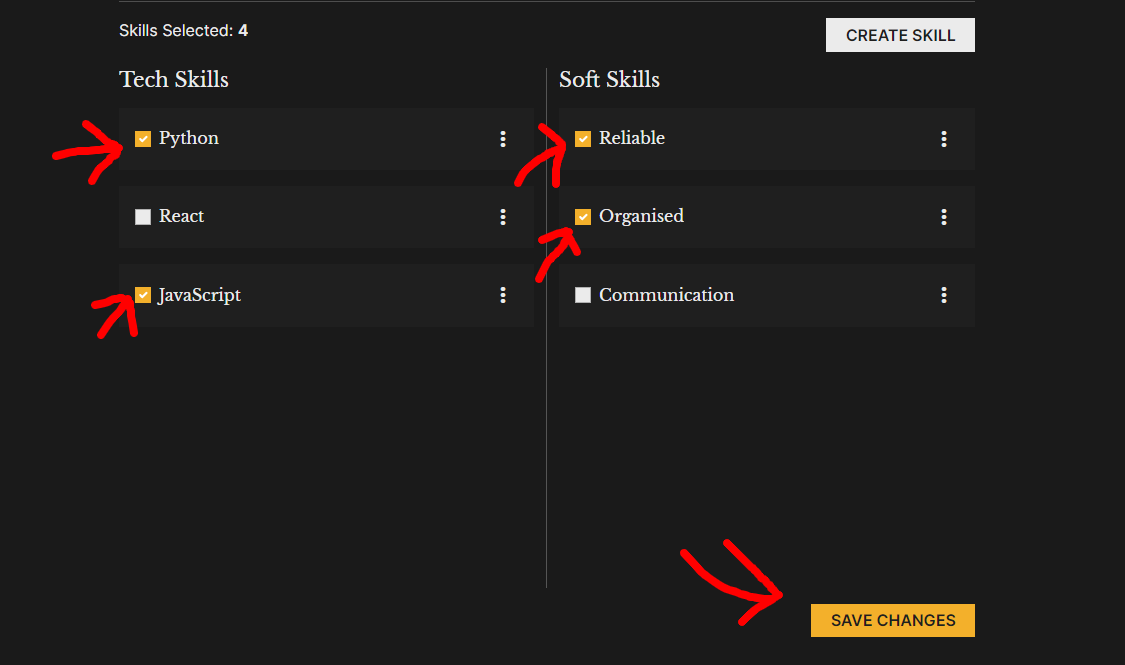 Skills Selected: 4
CREATE SKILL
Tech Skills
Python
React
JavaScript
Soft Skills
Reliable
Organised
Communication
SAVE CHANGES